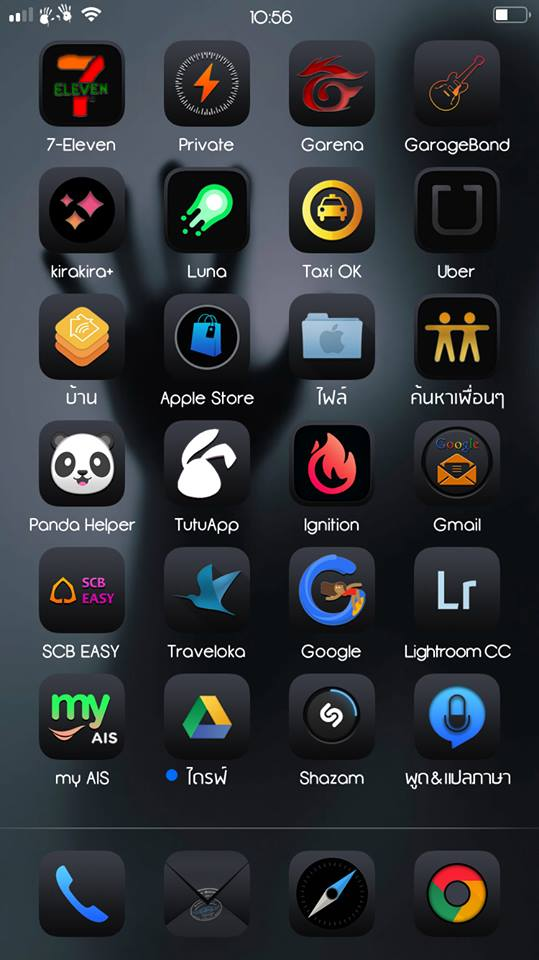 10:56
7
ELEVEN
7-Eleven
Private
Garena
GarageBand
kirakira+
Luna
Taxi OK
Uber
บ้าน
Apple Store
ไฟล์
ค้นหาเพื่อนๆ
Google
Panda Helper
TutuApp
Ignition
Gmail
SCB
EASY
Lr
SCB EASY
Traveloka
Google
Lightroom CC
my
AIS
my AIS
ไดรฟ์
Shazam
พูด&แปลภาษา